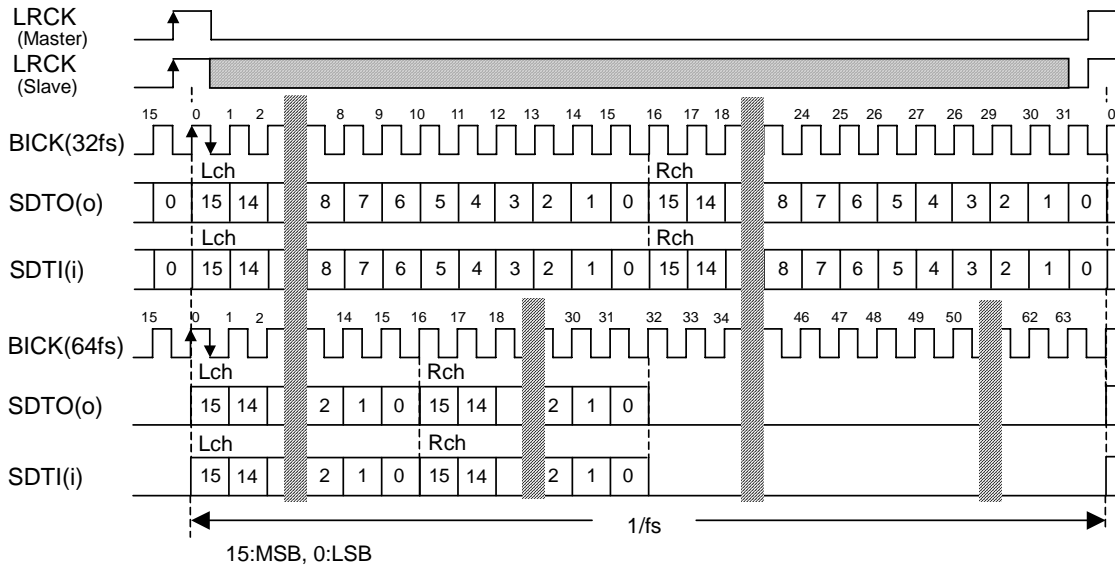 LRCK
(Master)
LRCK
(Slave)
15 0 1 2 8 9 10 11 12 13 14 15 16 17 18 24 25 26 26 29 30 31 0
BICK(32fs)
Lch Rch
SDTO(o) 0 15 14 8 7 6 5 4 3 2 1 0 15 14 8 7 6 5 4 3 2 1 0
Lch Rch
SDTI(i) 0 15 14 8 7 6 5 4 3 2 1 0 15 14 8 7 6 5 4 3 2 1 0
15 0 1 2 14 15 16 17 18 30 31 32 33 34 46 47 48 49 50 62 63
BICK(64fs)
Lch Rch
SDTO(o) 15 14 2 1 0 15 14 2 1 0
Lch Rch
SDTI(i) 15 14 2 1 0 15 14 2 1 0
1/fs
15:MSB, 0:LSB